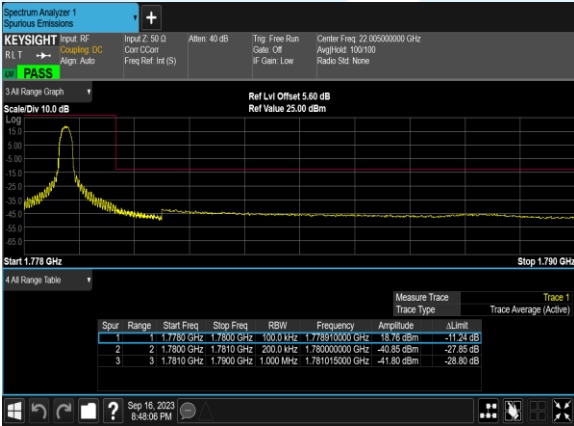 Spectrum Analyzer 1
Spurious Emissions
KEYSIGHT
RLT
LM PASS
Input: RF
Coupling: DC
Align: Auto
Input Z: 50 Ω
Corr CCorr
Freq Ref: Int (S)
Atten: 40 dB
Trig: Free Run
Gate: Off
IF Gain: Low
Center Freq: 22.005000000 GHz
Avg|Hold: 100/100
Radio Std: None
3 All Range Graph
Scale/Div 10.0 dB
Ref Lvl Offset 5.60 dB
Ref Value 25.00 dBm
Log
15.0
5.00
-5.00
-15.0
-25.0
-35.0
-45.0
-55.0
-65.0
Start 1.778 GHz
Stop 1.790 GHz
4 All Range Table
Measure Trace Trace 1
Trace Type Trace Average (Active)
Spur Range Start Freq Stop Freq RBW Frequency Amplitude ΔLimit
1 1 1.7780 GHz 1.7800 GHz 100.0 kHz 1.778910000 GHz 18.76 dBm -11.24 dB
2 2 1.7800 GHz 1.7810 GHz 200.0 kHz 1.780000000 GHz -40.85 dBm -27.85 dB
3 3 1.7810 GHz 1.7900 GHz 1.000 MHz 1.781015000 GHz -41.80 dBm -28.80 dB
Sep 16, 2023
8:48:06 PM